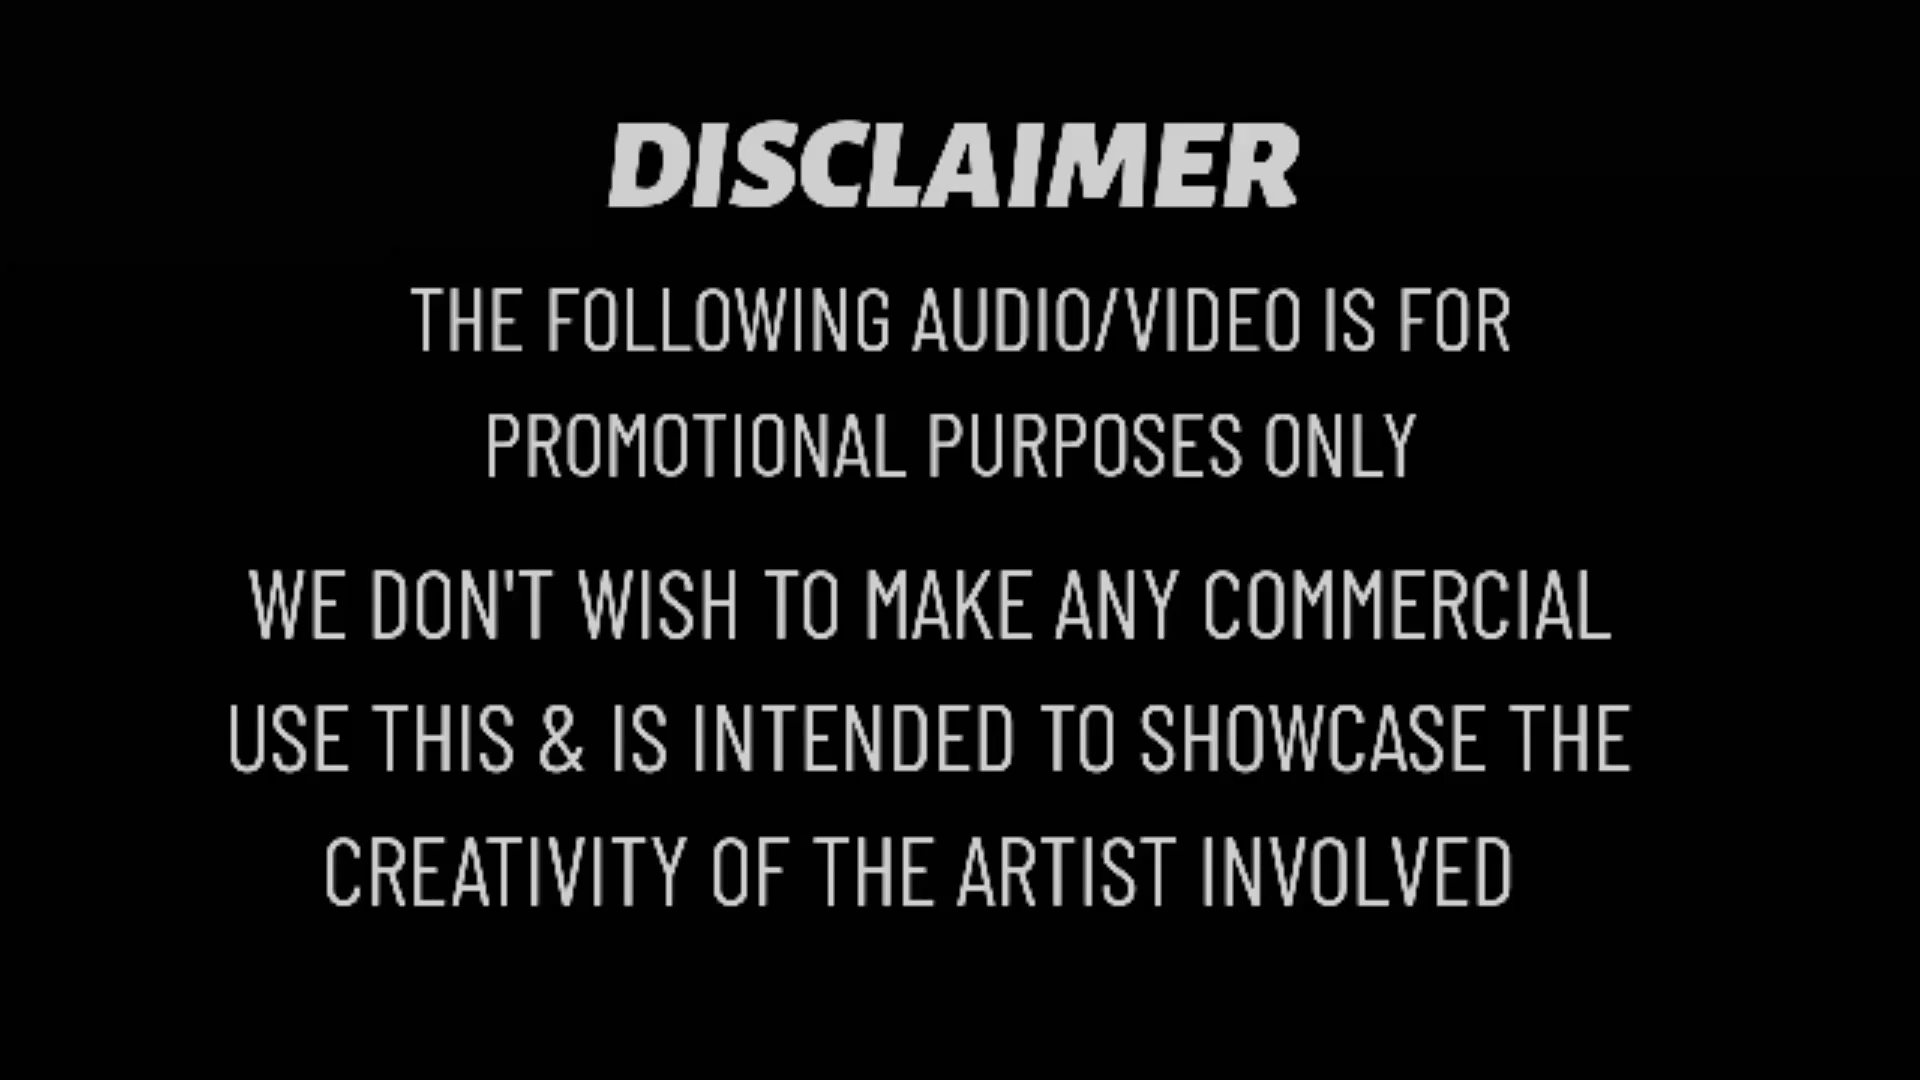 DISCLAIMER
THE FOLLOWING AUDIO/VIDEO IS FOR
PROMOTIONAL PURPOSES ONLY
WE DON'T WISH TO MAKE ANY COMMERCIAL
USE THIS & IS INTENDED TO SHOWCASE THE
CREATIVITY OF THE ARTIST INVOLVED